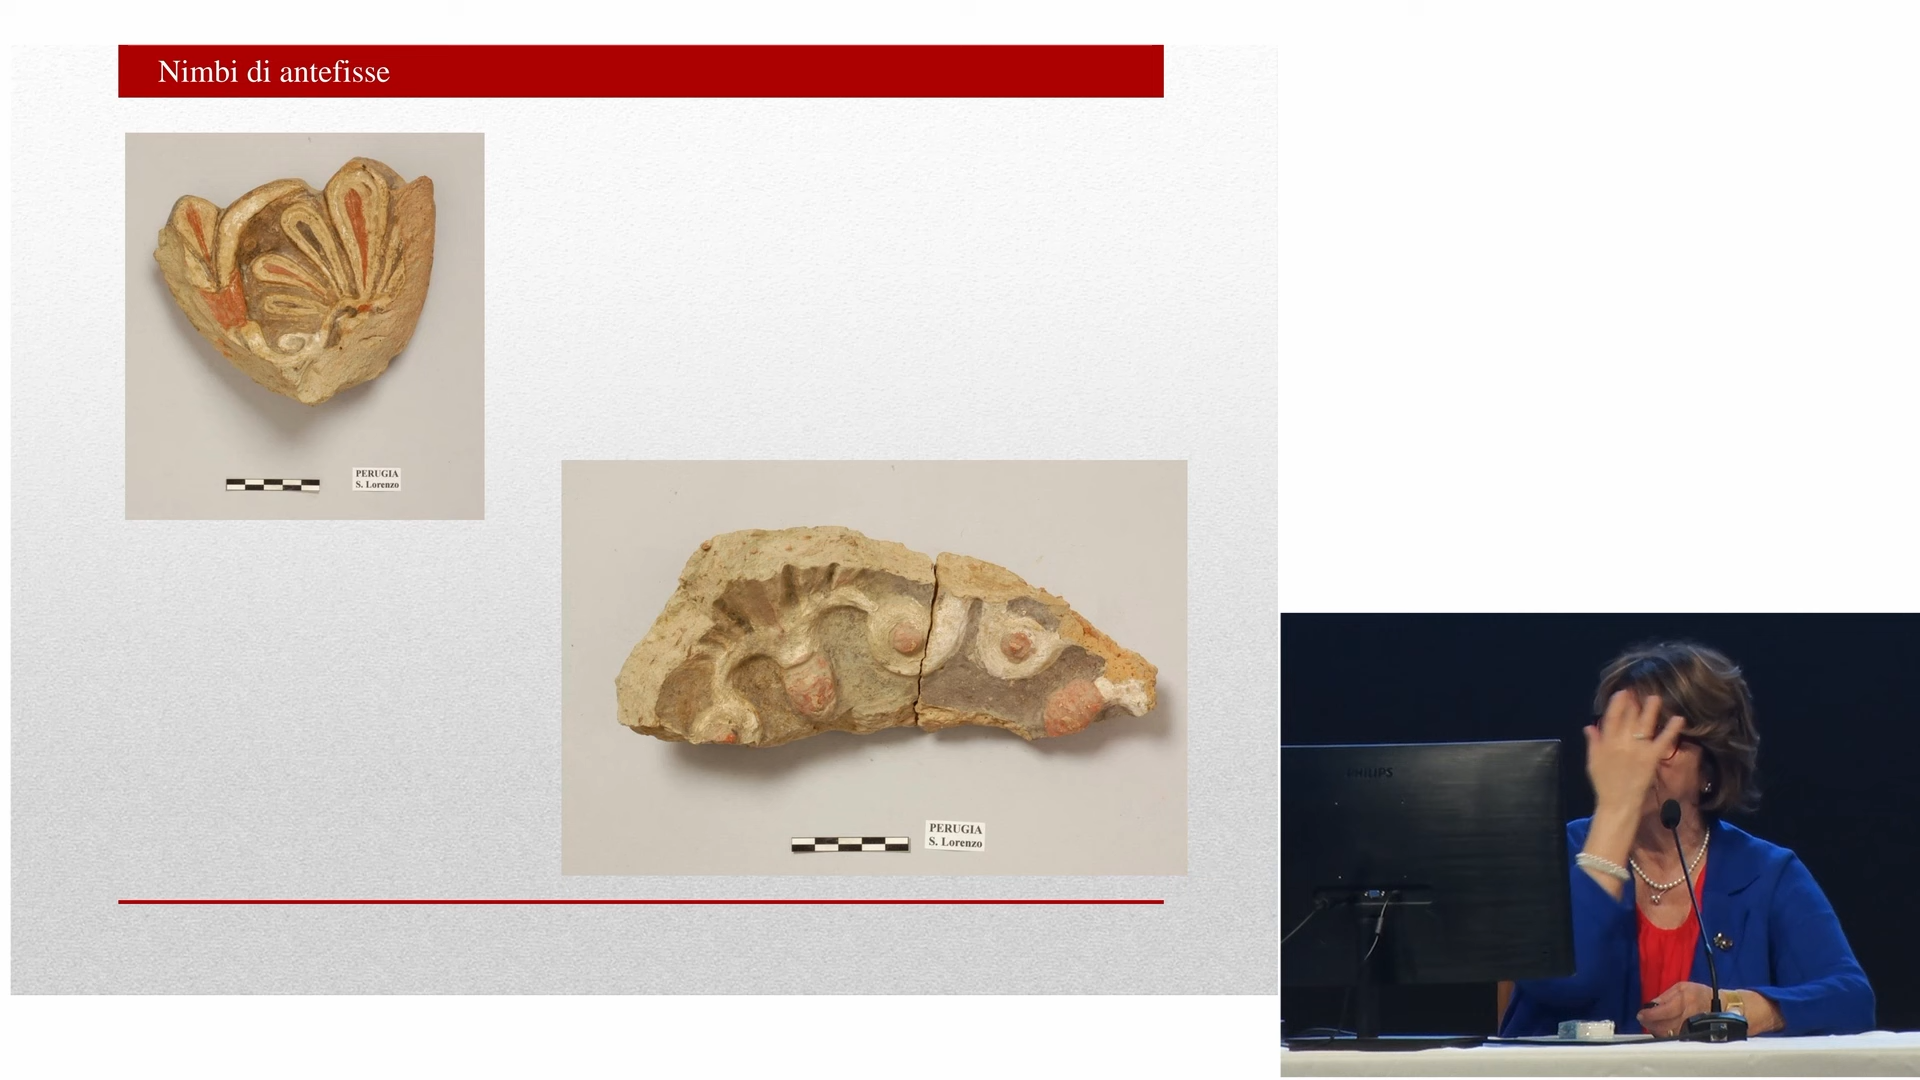 Nimbi di antefisse
PERUGIA
S. Lorenzo
PERUGIA
S. Lorenzo
PHILIPS